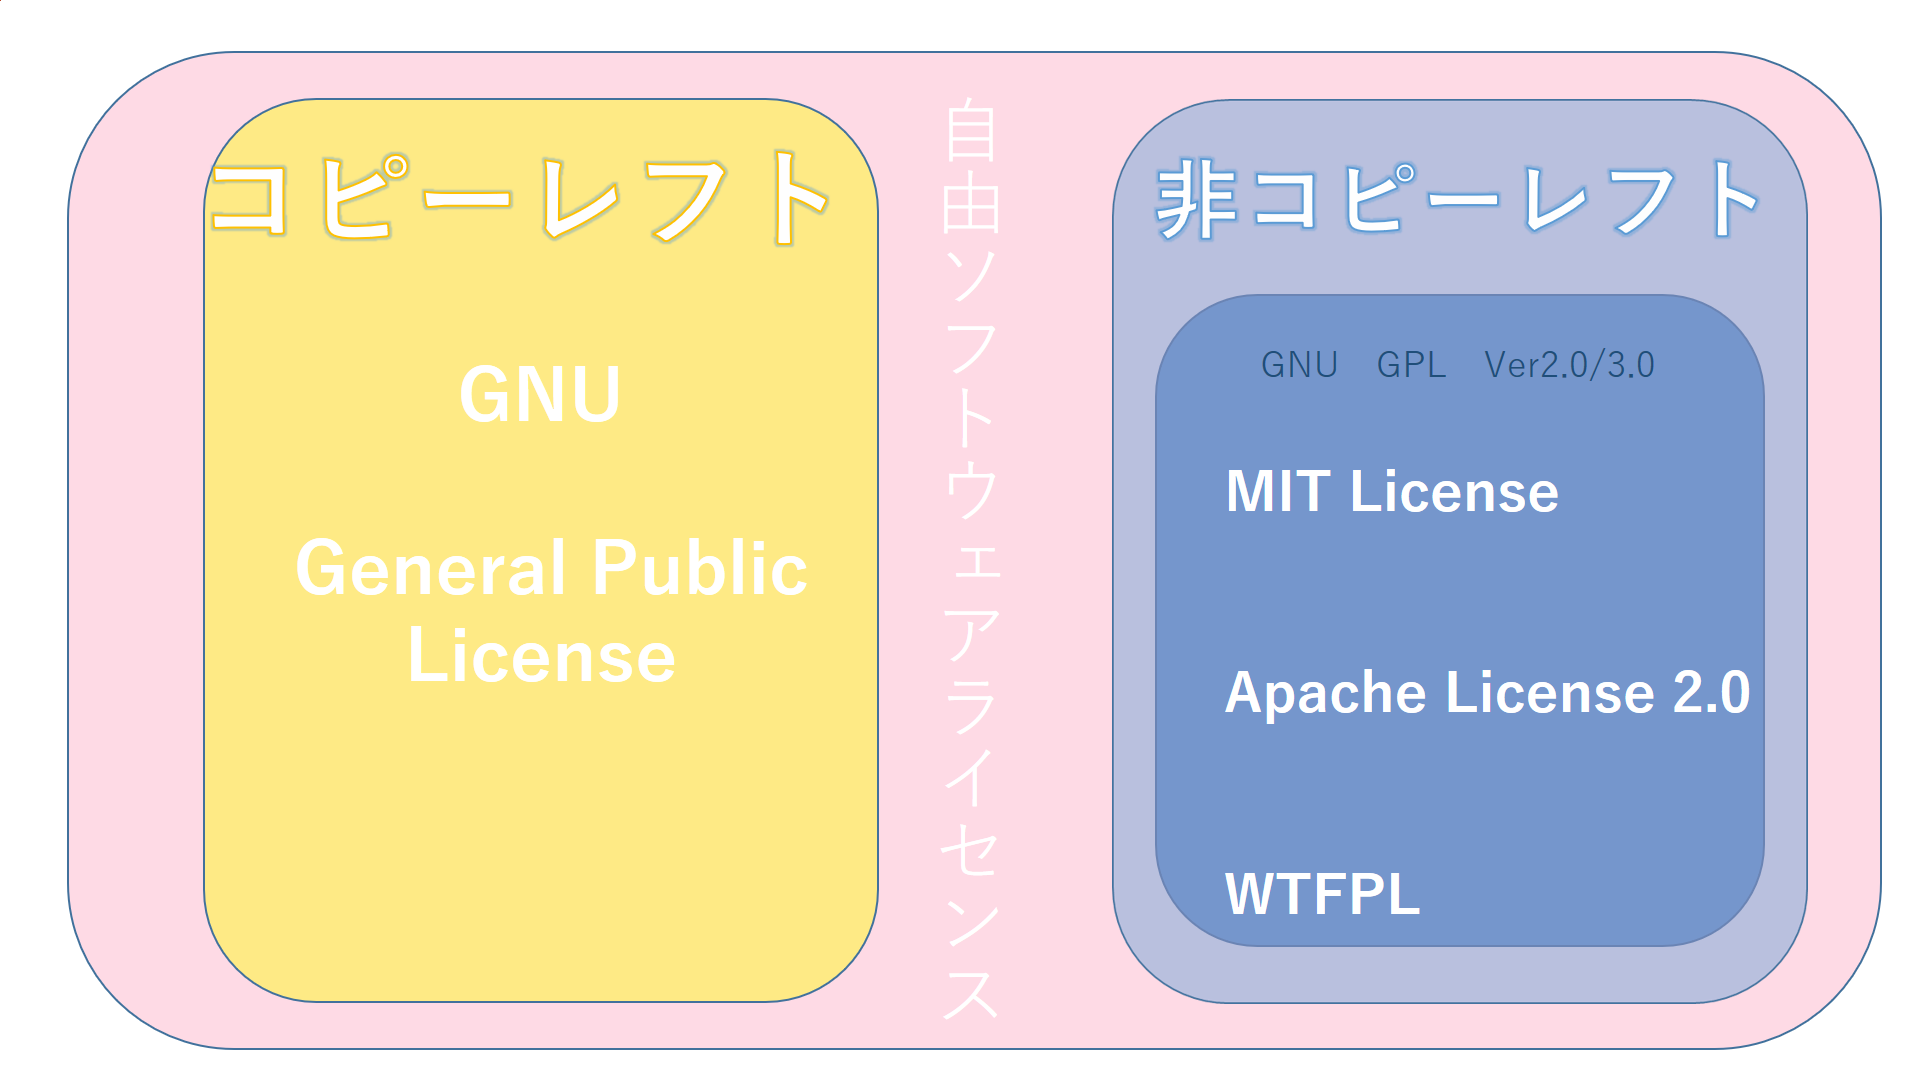 コピーレフト
GNU
General Public
License
自由ソフトウェアライセンス
非コピーレフト
GNU　GPL　Ver2.0/3.0
MIT License
Apache License 2.0
WTFPL